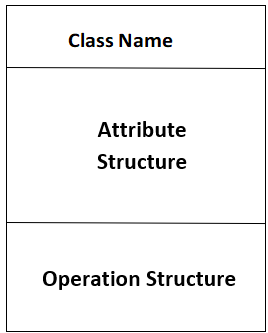 Class Name
Attribute
Structure
Operation Structure